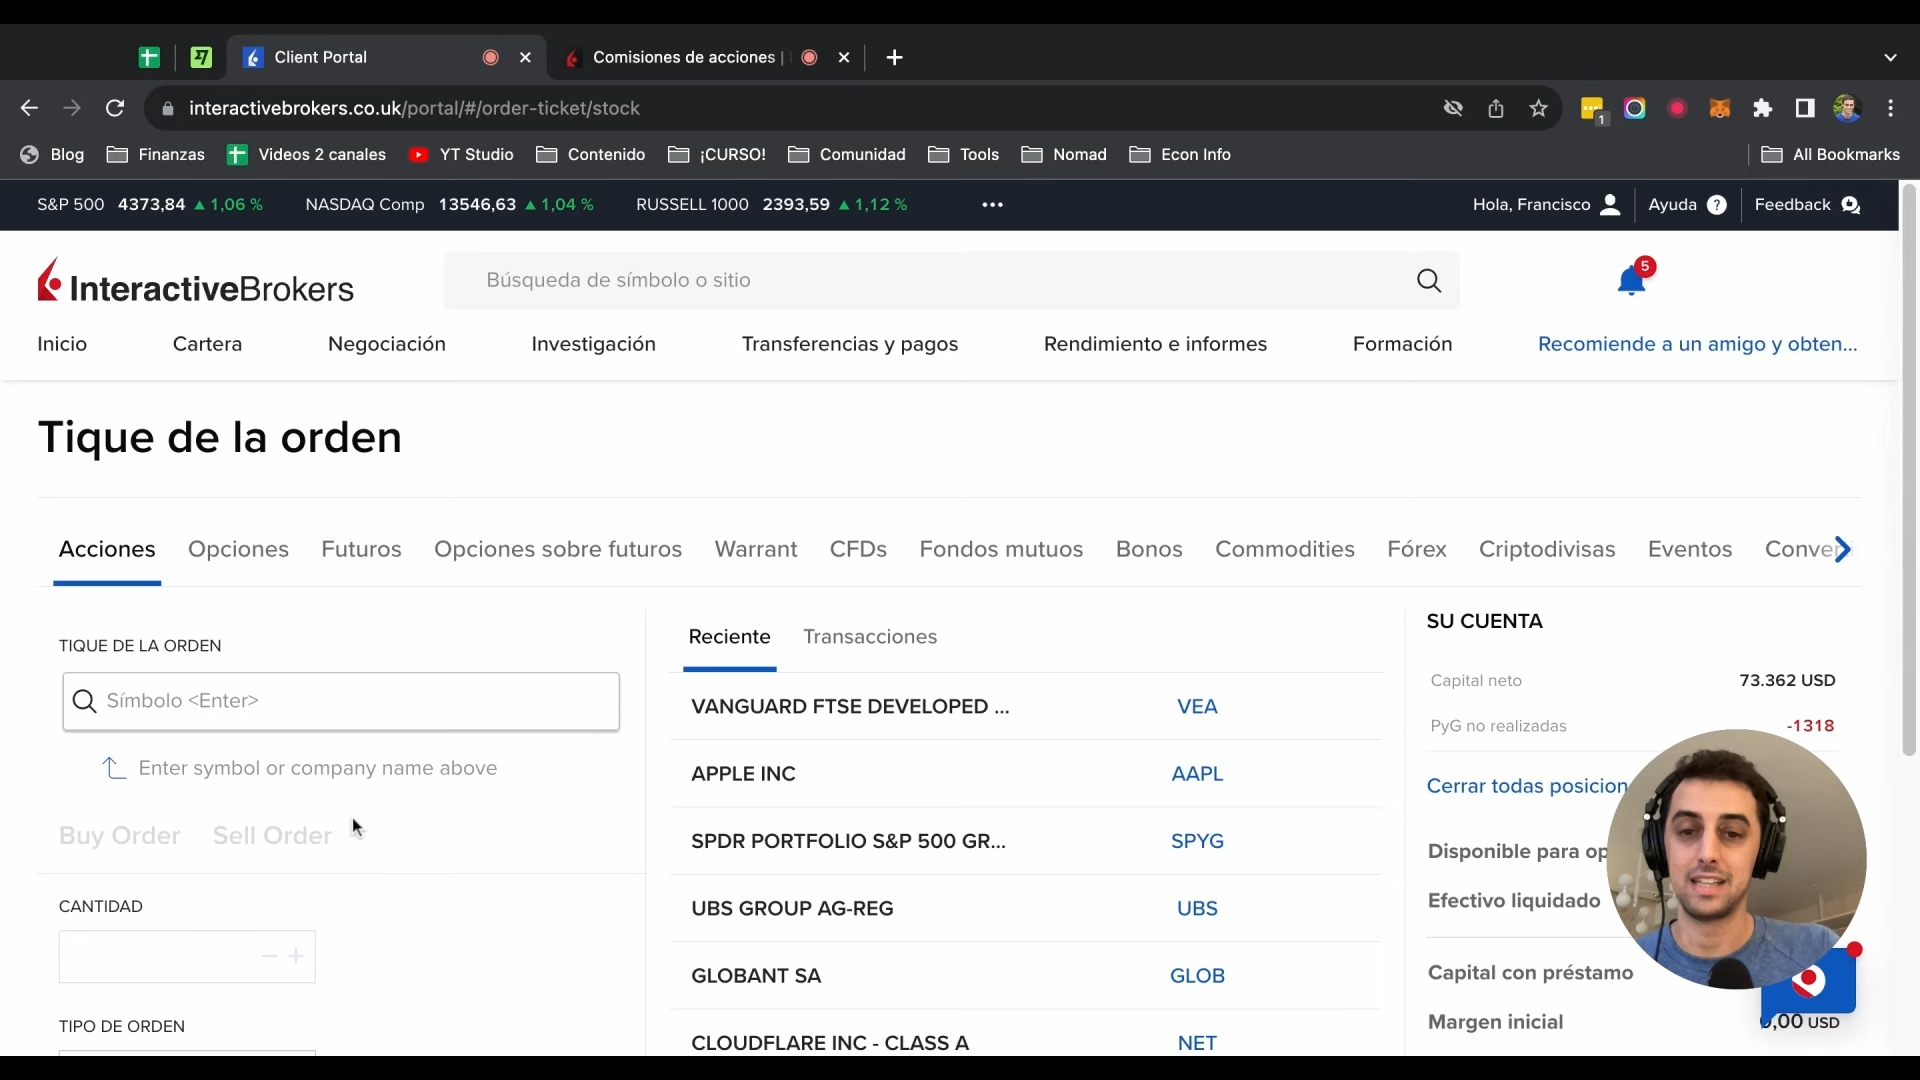 Client Portal
Comisiones de acciones |
interactivebrokers.co.uk/portal/#/order-ticket/stock
1
Blog
Finanzas
Videos 2 canales
YT Studio
Contenido
¡CURSO!
Comunidad
Tools
Nomad
Econ Info
All Bookmarks
S&P 500 4373,84 ▲ 1,06 %
NASDAQ Comp 13546,63 ▲ 1,04 %
RUSSELL 1000 2393,59 ▲ 1,12 %
•••
Hola, Francisco
Ayuda ?
Feedback
InteractiveBrokers
Búsqueda de símbolo o sitio
5
Inicio
Cartera
Negociación
Investigación
Transferencias y pagos
Rendimiento e informes
Formación
Recomiende a un amigo y obten...
Tique de la orden
Acciones
Opciones
Futuros
Opciones sobre futuros
Warrant
CFDs
Fondos mutuos
Bonos
Commodities
Fórex
Criptodivisas
Eventos
TIQUE DE LA ORDEN
Símbolo <Enter>
Enter symbol or company name above
Buy Order
Sell Order
CANTIDAD
− +
TIPO DE ORDEN
Reciente
Transacciones
VANGUARD FTSE DEVELOPED ... VEA
APPLE INC AAPL
SPDR PORTFOLIO S&P 500 GR... SPYG
UBS GROUP AG-REG UBS
GLOBANT SA GLOB
CLOUDFLARE INC - CLASS A NET
SU CUENTA
Capital neto 73.362 USD
PyG no realizadas -1318
Cerrar todas posicion
Disponible para op
Efectivo liquidado
Capital con préstamo
Margen inicial 0,00 USD